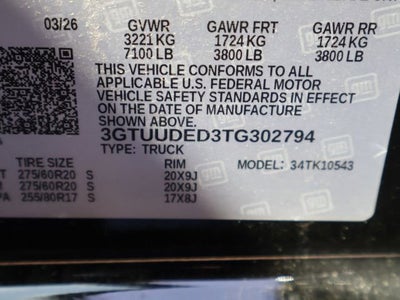 03/26 GVWR GAWR FRT GAWR RR
3221 KG 1724 KG 1724 KG
7100 LB 3800 LB 3800 LB
THIS VEHICLE CONFORMS TO ALL
APPLICABLE U.S. FEDERAL MOTOR
VEHICLE SAFETY STANDARDS IN EFFECT
ON THE DATE OF MANUFACTURE
SHOWN ABOVE.
3GTUUDED3TG302794
TYPE: TRUCK MODEL: 34TK10543
TIRE SIZE RIM
275/60R20 S 20X9J
275/60R20 S 20X9J
255/80R17 S 17X8J